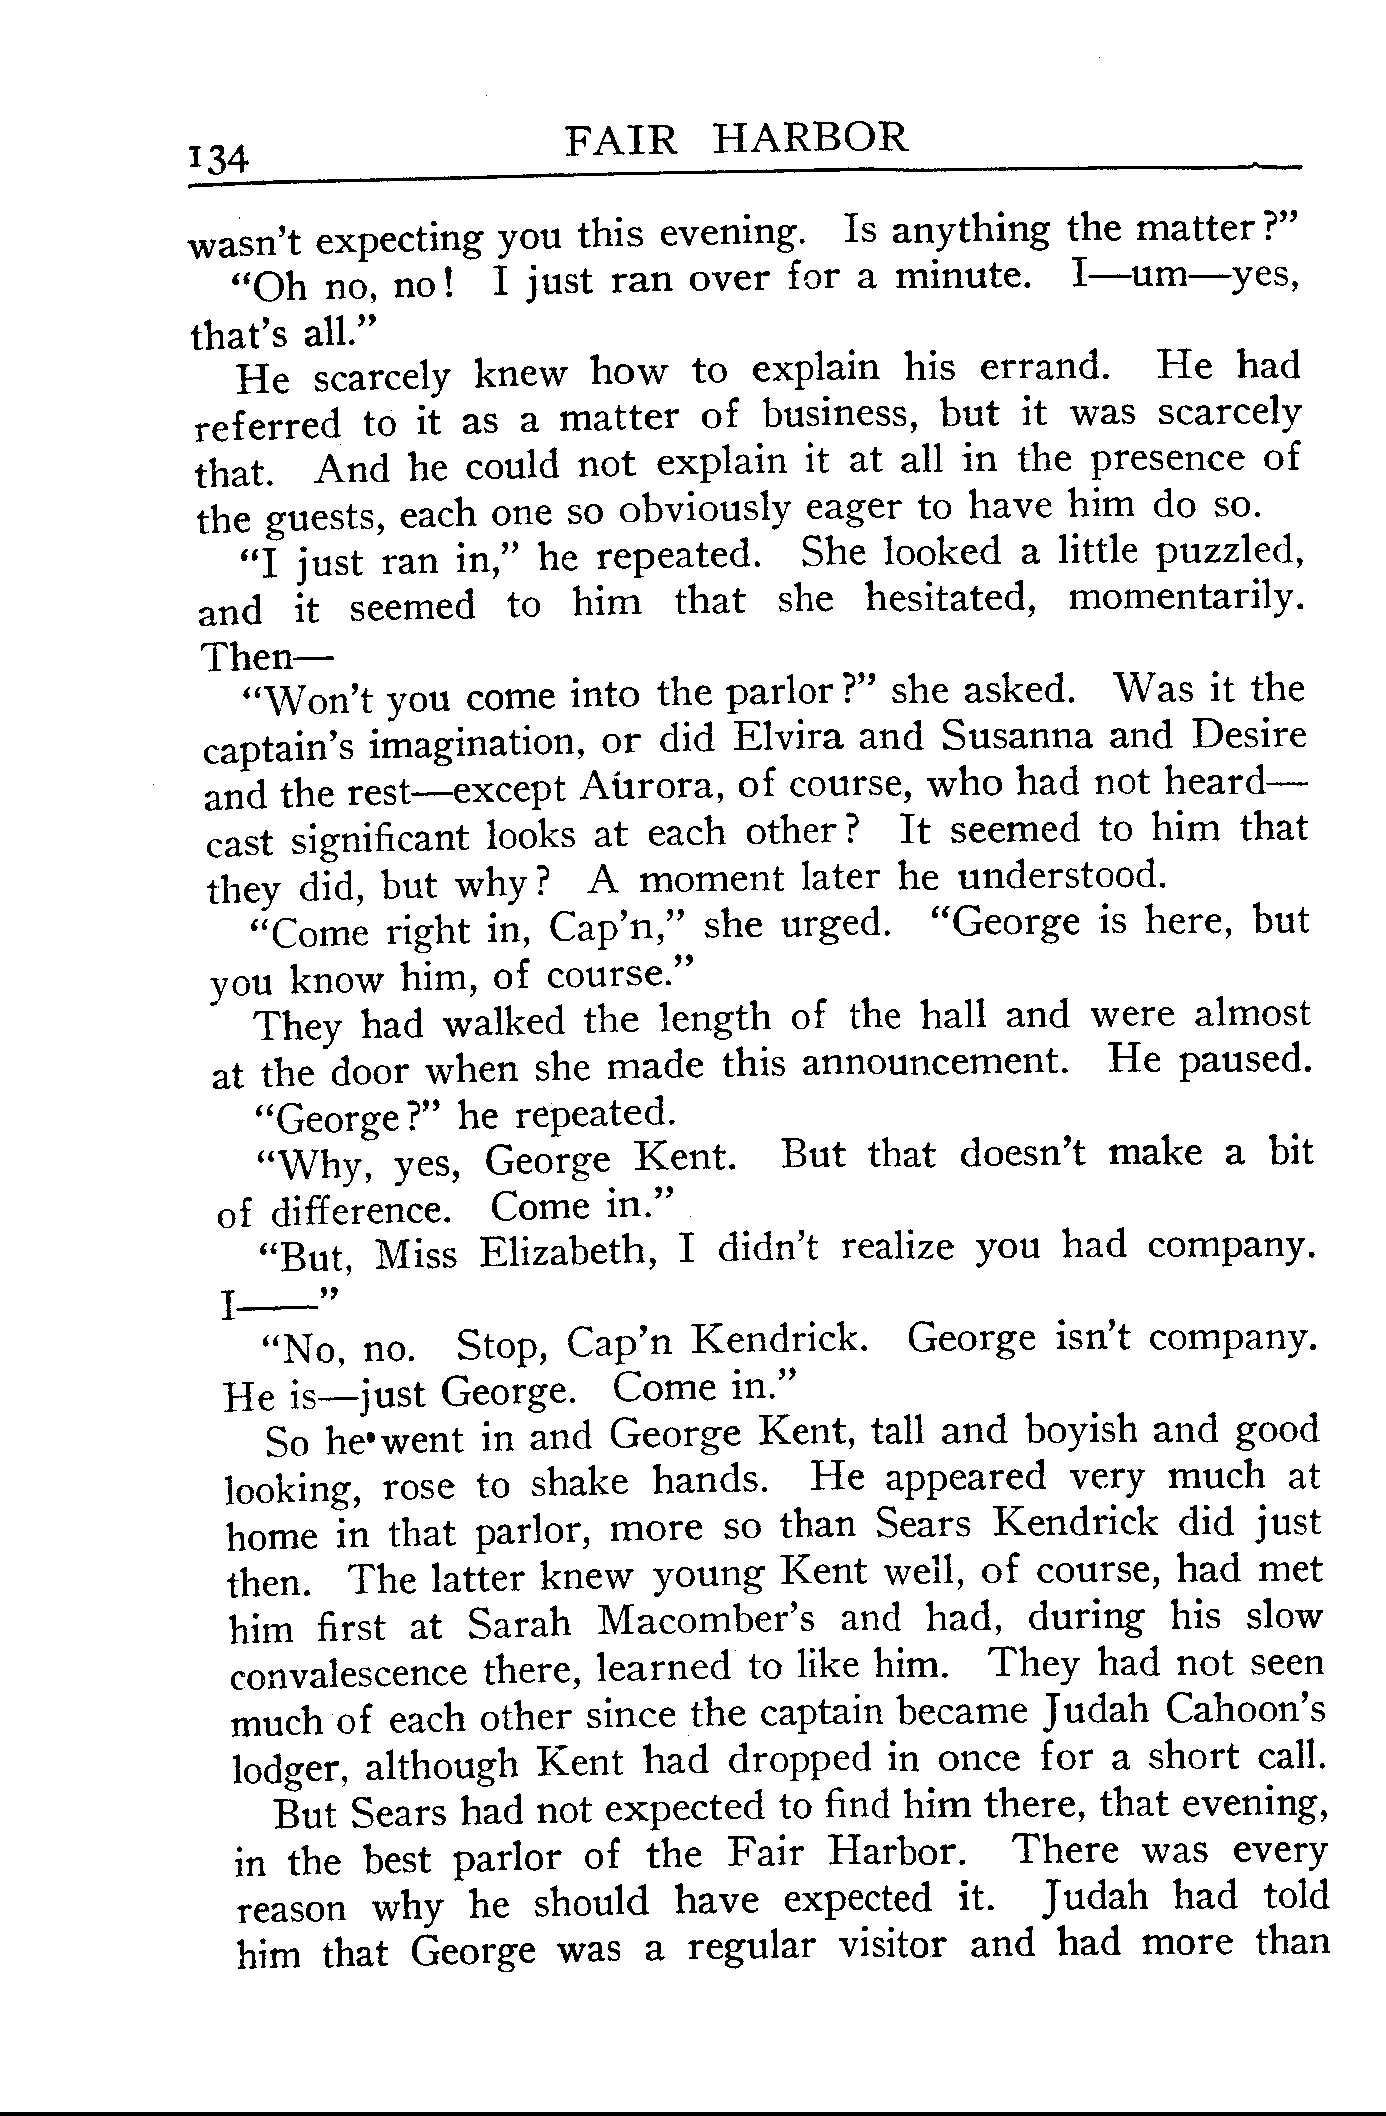 134
FAIR HARBOR
wasn't expecting you this evening. Is anything the matter?"
"Oh no, no! I just ran over for a minute. I—um—yes,
that's all."
He scarcely knew how to explain his errand. He had
referred to it as a matter of business, but it was scarcely
that. And he could not explain it at all in the presence of
the guests, each one so obviously eager to have him do so.
"I just ran in," he repeated. She looked a little puzzled,
and it seemed to him that she hesitated, momentarily.
Then—
"Won't you come into the parlor?" she asked. Was it the
captain's imagination, or did Elvira and Susanna and Desire
and the rest—except Aurora, of course, who had not heard—
cast significant looks at each other? It seemed to him that
they did, but why? A moment later he understood.
"Come right in, Cap'n," she urged. "George is here, but
you know him, of course."
They had walked the length of the hall and were almost
at the door when she made this announcement. He paused.
"George?" he repeated.
"Why, yes, George Kent. But that doesn't make a bit
of difference. Come in."
"But, Miss Elizabeth, I didn't realize you had company.
I——"
"No, no. Stop, Cap'n Kendrick. George isn't company.
He is—just George. Come in."
So he went in and George Kent, tall and boyish and good
looking, rose to shake hands. He appeared very much at
home in that parlor, more so than Sears Kendrick did just
then. The latter knew young Kent well, of course, had met
him first at Sarah Macomber's and had, during his slow
convalescence there, learned to like him. They had not seen
much of each other since the captain became Judah Cahoon's
lodger, although Kent had dropped in once for a short call.
But Sears had not expected to find him there, that evening,
in the best parlor of the Fair Harbor. There was every
reason why he should have expected it. Judah had told
him that George was a regular visitor and had more than